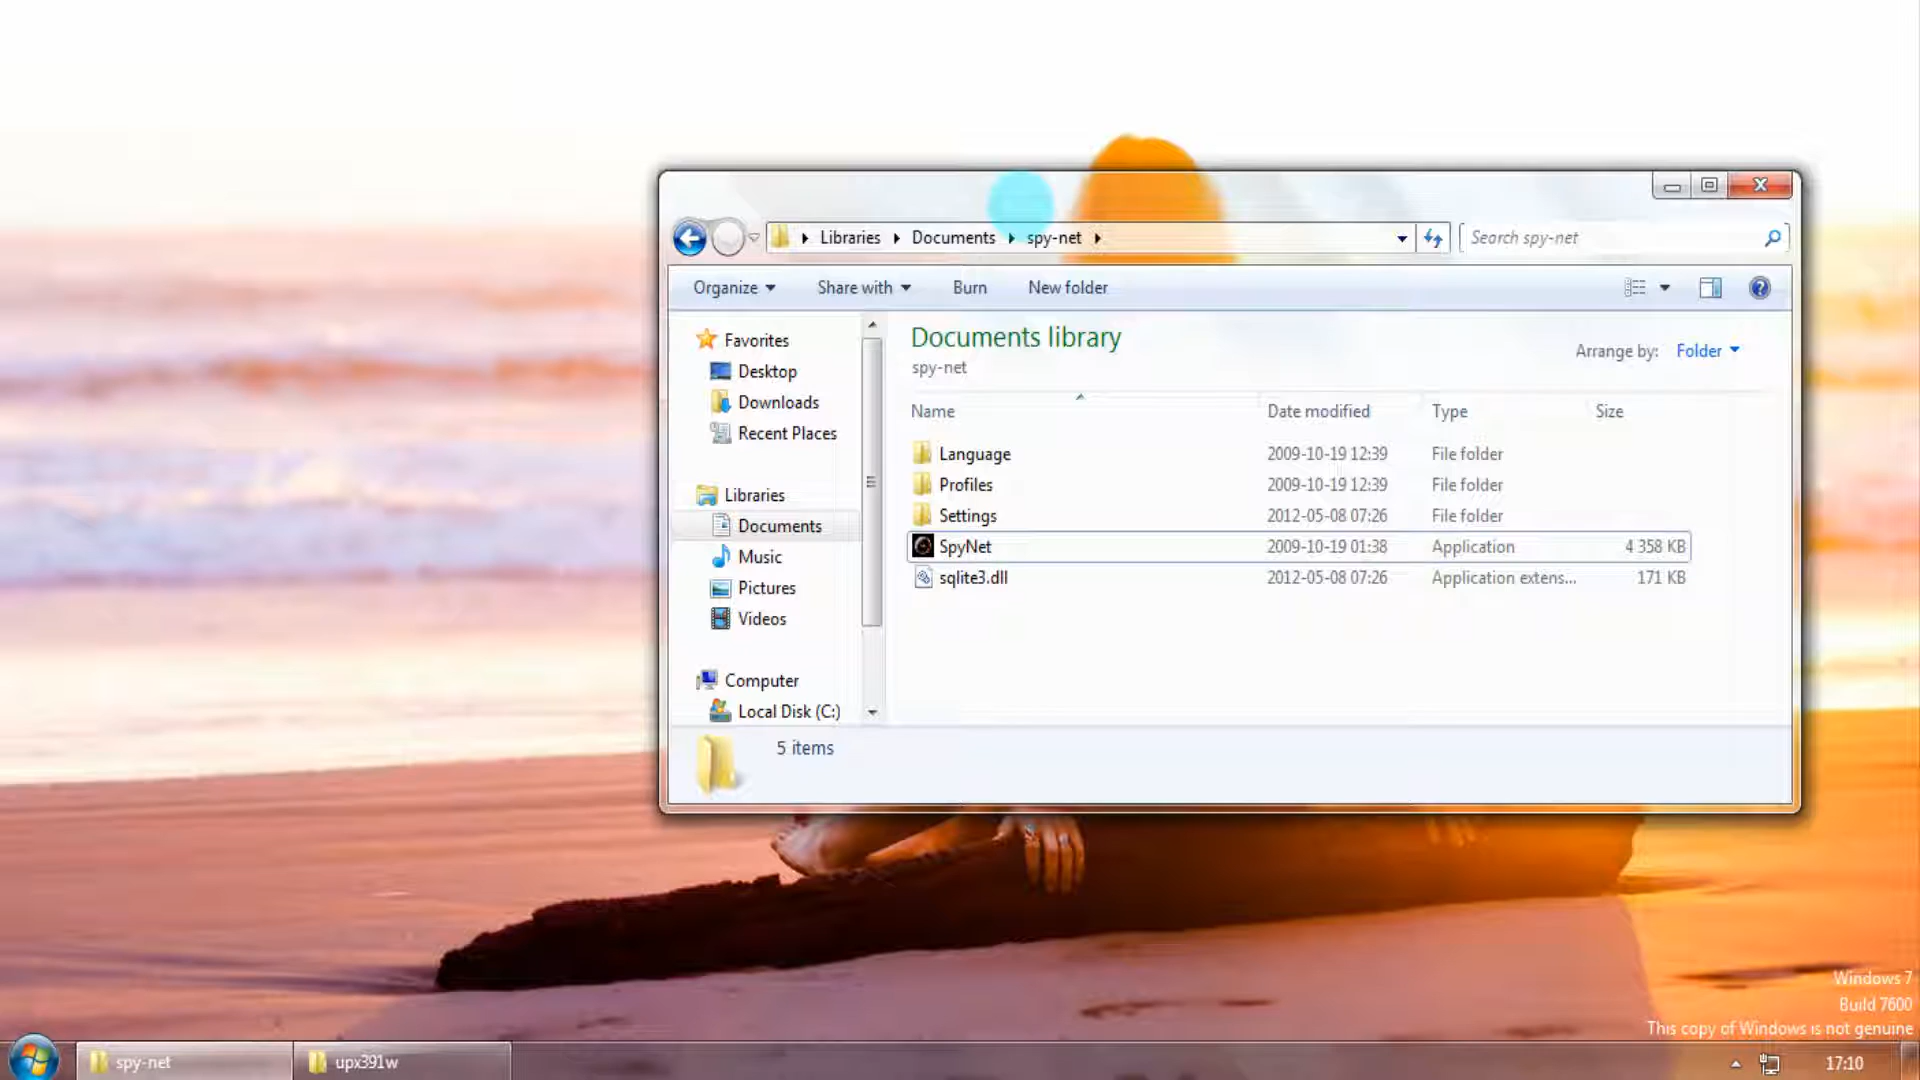 Libraries Documents spy-net
Search spy-net
Organize Share with Burn New folder
Favorites
Desktop
Downloads
Recent Places
Libraries
Documents
Music
Pictures
Videos
Computer
Local Disk (C:)
Documents library
spy-net
Arrange by: Folder
Name Date modified Type Size
Language 2009-10-19 12:39 File folder
Profiles 2009-10-19 12:39 File folder
Settings 2012-05-08 07:26 File folder
SpyNet 2009-10-19 01:38 Application 4 358 KB
sqlite3.dll 2012-05-08 07:26 Application extens... 171 KB
5 items
Windows 7
Build 7600
This copy of Windows is not genuine
spy-net upx391w 17:10